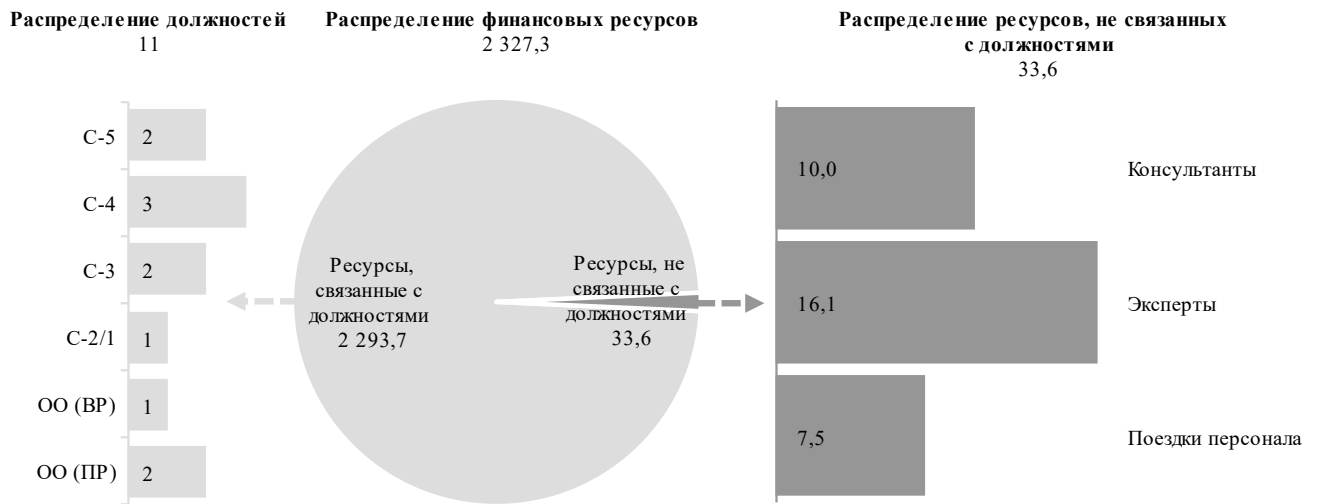 Распределение должностей
11
С-5
2
С-4
3
С-3
2
С-2/1
1
ОО (ВР)
1
ОО (ПР)
2
Распределение финансовых ресурсов
2 327,3
Ресурсы,
связанные с
должностями
2 293,7
Ресурсы, не
связанные с
должностями
33,6
Распределение ресурсов, не связанных
с должностями
33,6
10,0
Консультанты
16,1
Эксперты
7,5
Поездки персонала